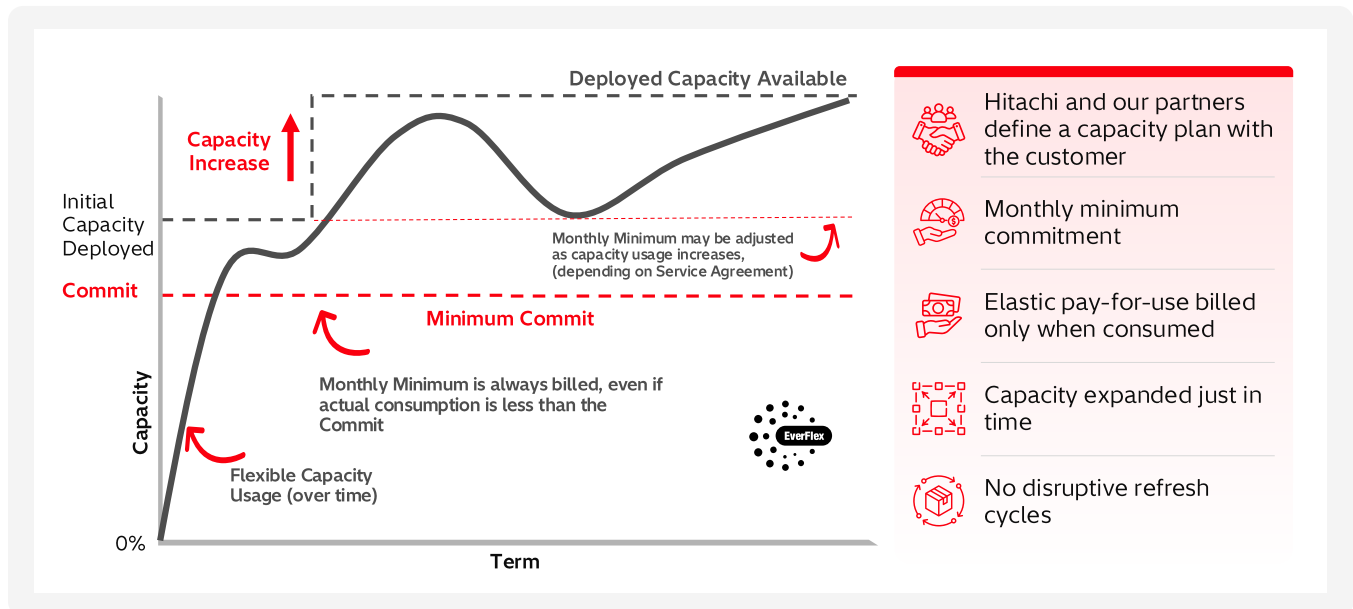 Deployed Capacity Available
Capacity
Increase
Initial
Capacity
Deployed
Monthly Minimum may be adjusted
as capacity usage increases,
(depending on Service Agreement)
Commit
Minimum Commit
Monthly Minimum is always billed, even if
actual consumption is less than the
Commit
Capacity
EverFlex
Flexible Capacity
Usage (over time)
0%
Term
Hitachi and our partners
define a capacity plan with
the customer
Monthly minimum
commitment
Elastic pay-for-use billed
only when consumed
Capacity expanded just in
time
No disruptive refresh
cycles